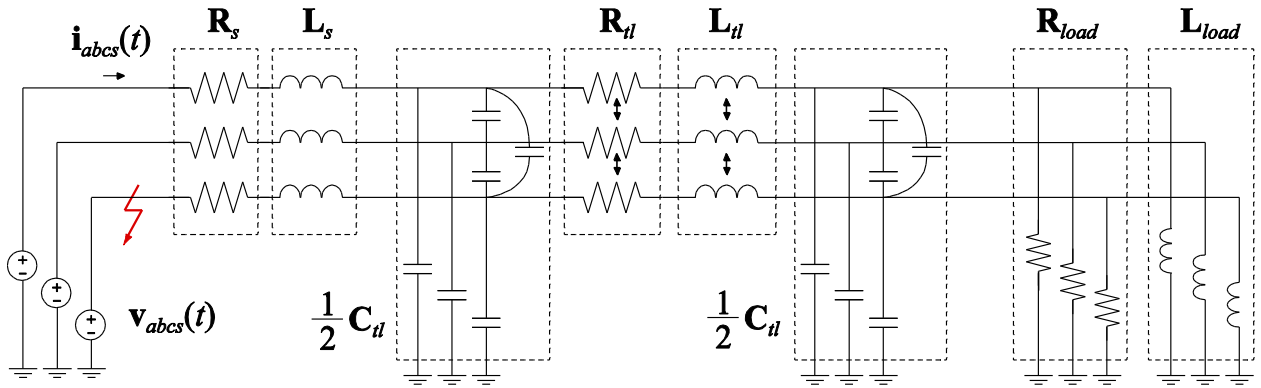 R_s
L_s
R_tl
L_tl
R_load
L_load
i_abcs(t)
v_abcs(t)
1/2 C_tl
1/2 C_tl
+
-
+
-
+
-